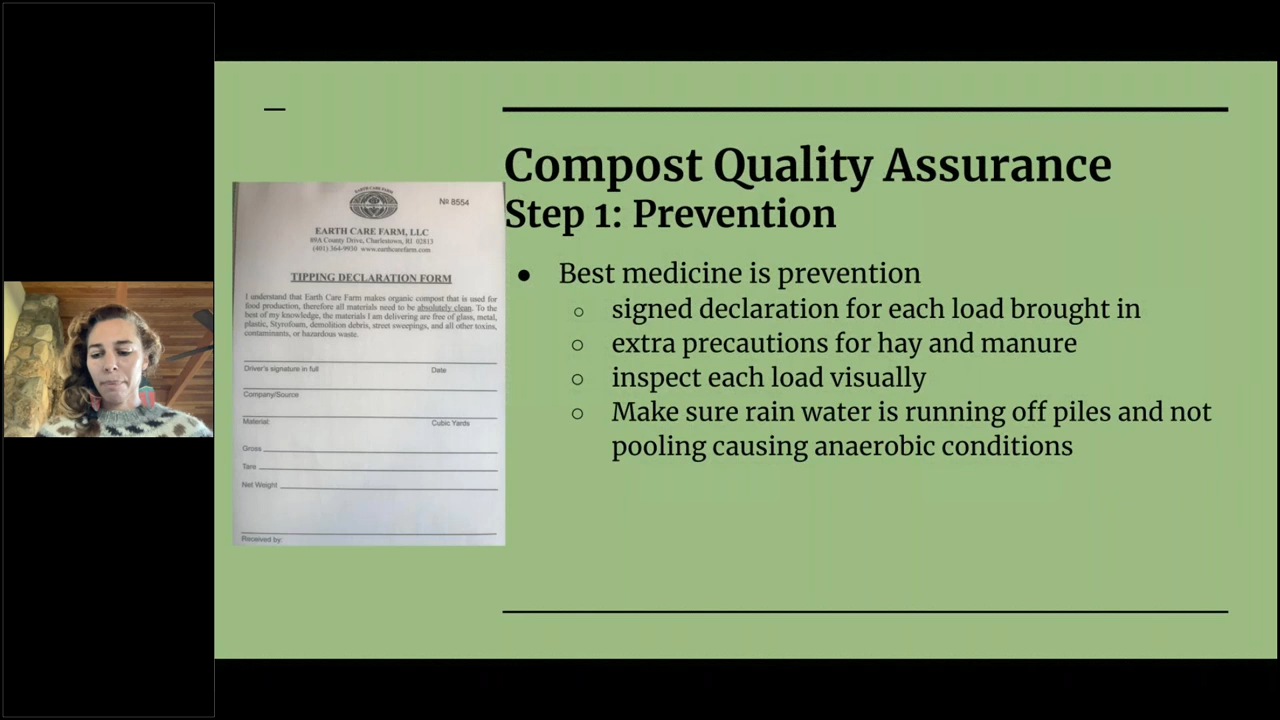 Compost Quality Assurance
Step 1: Prevention
● Best medicine is prevention
○ signed declaration for each load brought in
○ extra precautions for hay and manure
○ inspect each load visually
○ Make sure rain water is running off piles and not
pooling causing anaerobic conditions
EARTH CARE FARM
№ 8554
EARTH CARE FARM, LLC
89A County Drive, Charlestown, RI 02813
(401) 364-9930 www.earthcarefarm.com
TIPPING DECLARATION FORM
I understand that Earth Care Farm makes organic compost that is used for
food production, therefore all materials need to be absolutely clean. To the
best of my knowledge, the materials I am delivering are free of glass, metal,
plastic, Styrofoam, demolition debris, street sweepings, and all other toxins,
contaminants, or hazardous waste.
Driver's signature in full Date
Company/Source
Material: Cubic Yards
Gross
Tare
Net Weight
Received by: